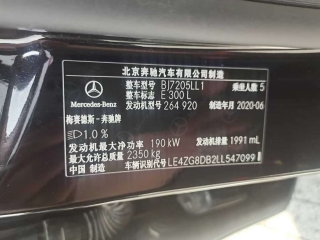 北京奔驰汽车有限公司制造
整车型号 BJ7205LL1 乘坐人数 5
整车标志 E 300 L
发动机型号 264 920 制造年月 2020-06
Mercedes-Benz
梅赛德斯-奔驰牌
1.0 %
发动机最大净功率 190 kW 发动机排量 1991 mL
最大允许总质量 2350 kg
中国 制造 车辆识别代号 LE4ZG8DB2LL547099